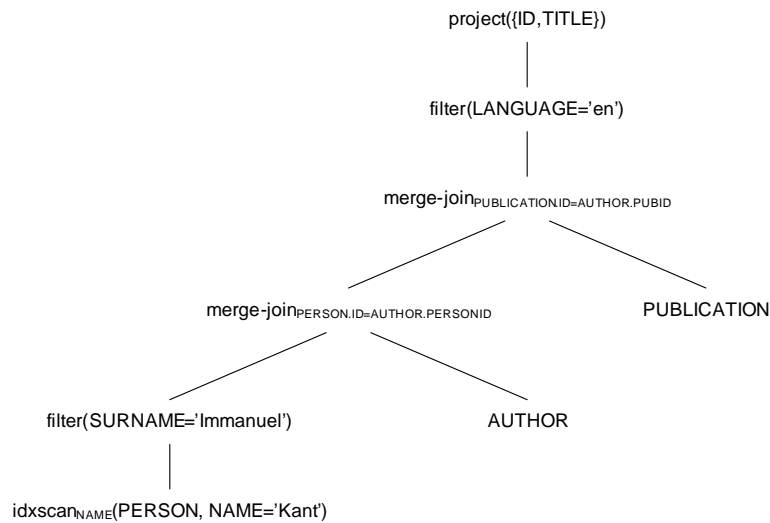 project({ID,TITLE})
filter(LANGUAGE=’en’)
merge-joinPUBLICATION.ID=AUTHOR.PUBID
merge-joinPERSON.ID=AUTHOR.PERSONID
PUBLICATION
filter(SURNAME=’Immanuel’)
AUTHOR
idxscanNAME(PERSON, NAME=’Kant’)